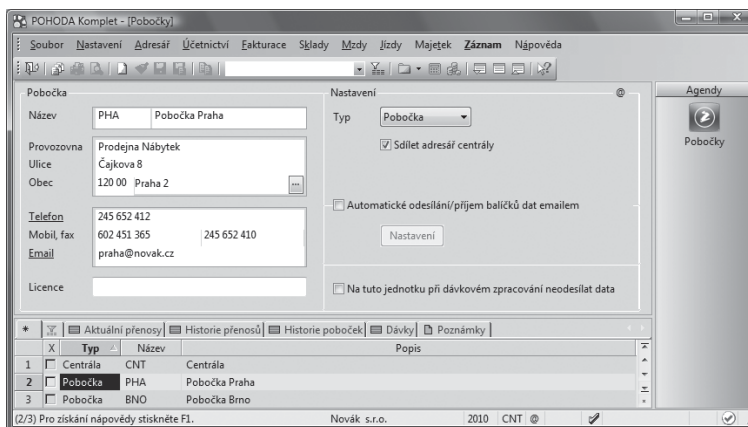 POHODA Komplet - [Pobočky]
Soubor Nastavení Adresář Účetnictví Fakturace Sklady Mzdy Jízdy Majetek Záznam Nápověda
Pobočka
Nastavení @
Agendy
Název PHA Pobočka Praha
Typ Pobočka
Pobočky
Sdílet adresář centrály
Provozovna Prodejna Nábytek
Ulice Čajkova 8
Obec 120 00 Praha 2 ...
Automatické odesílání/příjem balíčků dat emailem
Telefon 245 652 412
Mobil, fax 602 451 365 245 652 410
Nastavení
Email praha@novak.cz
Licence
Na tuto jednotku při dávkovém zpracování neodesílat data
* Aktuální přenosy Historie přenosů Historie poboček Dávky Poznámky
X Typ Název Popis
1 Centrála CNT Centrála
2 Pobočka PHA Pobočka Praha
3 Pobočka BNO Pobočka Brno
(2/3) Pro získání nápovědy stiskněte F1. Novák s.r.o. 2010 CNT @